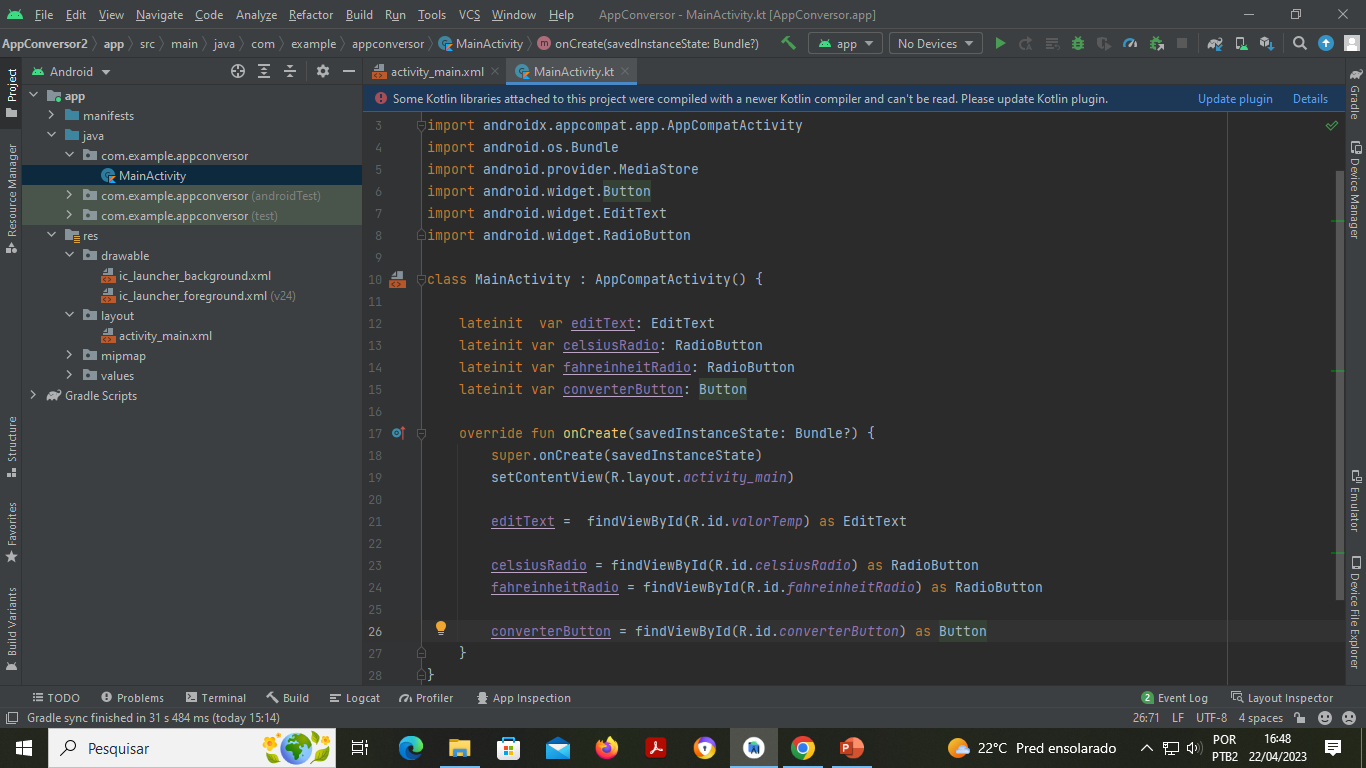 File Edit View Navigate Code Analyze Refactor Build Run Tools VCS Window Help AppConversor - MainActivity.kt [AppConversor.app]
AppConversor2 app src main java com example appconversor MainActivity onCreate(savedInstanceState: Bundle?) app No Devices
Project
Resource Manager
Structure
Favorites
Build Variants
Android
app
manifests
java
com.example.appconversor
MainActivity
com.example.appconversor (androidTest)
com.example.appconversor (test)
res
drawable
ic_launcher_background.xml
ic_launcher_foreground.xml (v24)
layout
activity_main.xml
mipmap
values
Gradle Scripts
activity_main.xml MainActivity.kt
Some Kotlin libraries attached to this project were compiled with a newer Kotlin compiler and can't be read. Please update Kotlin plugin. Update plugin Details
3 import androidx.appcompat.app.AppCompatActivity
4 import android.os.Bundle
5 import android.provider.MediaStore
6 import android.widget.Button
7 import android.widget.EditText
8 import android.widget.RadioButton
9
10 class MainActivity : AppCompatActivity() {
11
12 lateinit  var editText: EditText
13 lateinit var celsiusRadio: RadioButton
14 lateinit var fahreinheitRadio: RadioButton
15 lateinit var converterButton: Button
16
17 override fun onCreate(savedInstanceState: Bundle?) {
18 super.onCreate(savedInstanceState)
19 setContentView(R.layout.activity_main)
20
21 editText =  findViewById(R.id.valorTemp) as EditText
22
23 celsiusRadio = findViewById(R.id.celsiusRadio) as RadioButton
24 fahreinheitRadio = findViewById(R.id.fahreinheitRadio) as RadioButton
25
26 converterButton = findViewById(R.id.converterButton) as Button
27 }
28 }
Gradle
Device Manager
Emulator
Device File Explorer
TODO Problems Terminal Build Logcat Profiler App Inspection 2 Event Log Layout Inspector
Gradle sync finished in 31 s 484 ms (today 15:14) 26:71 LF UTF-8 4 spaces
Pesquisar 22°C Pred ensolarado POR 16:48
PTB2 22/04/2023